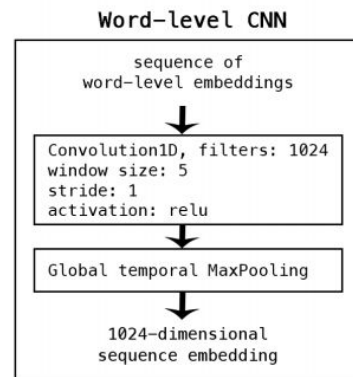 Word-level CNN
sequence of
word-level embeddings
Convolution1D, filters: 1024
window size: 5
stride: 1
activation: relu
Global temporal MaxPooling
1024-dimensional
sequence embedding